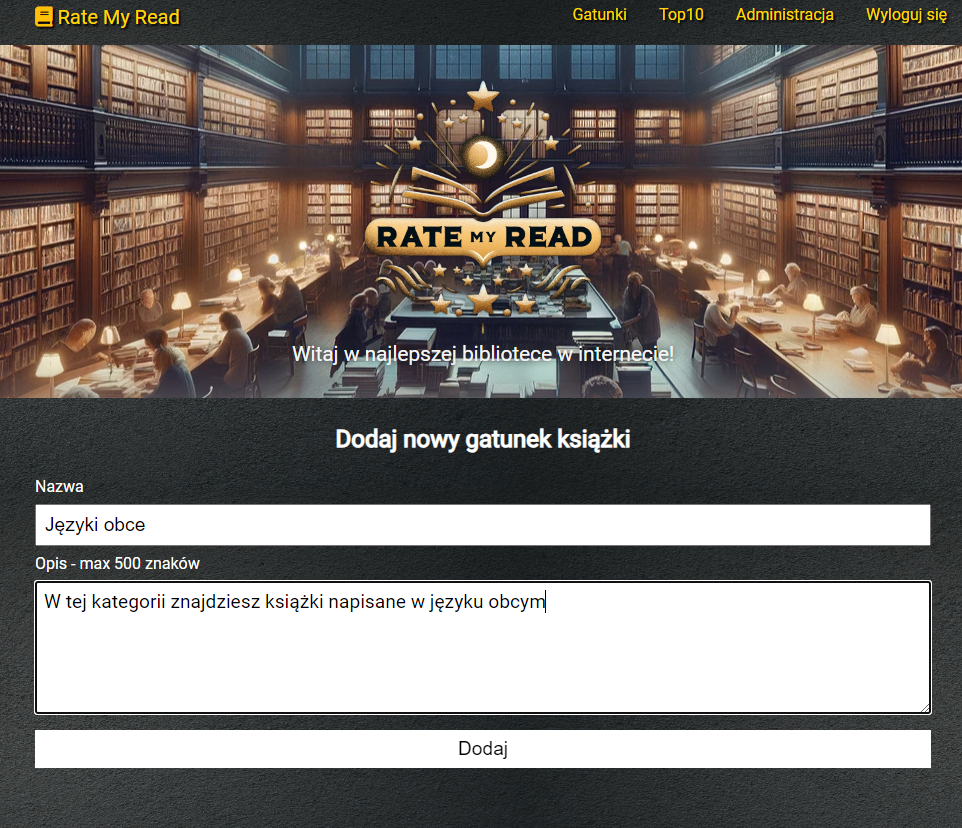 Rate My Read
Gatunki Top10 Administracja Wyloguj się
RATE MY READ
Witaj w najlepszej bibliotece w internecie!
Dodaj nowy gatunek książki
Nazwa
Języki obce
Opis - max 500 znaków
W tej kategorii znajdziesz książki napisane w języku obcym
Dodaj